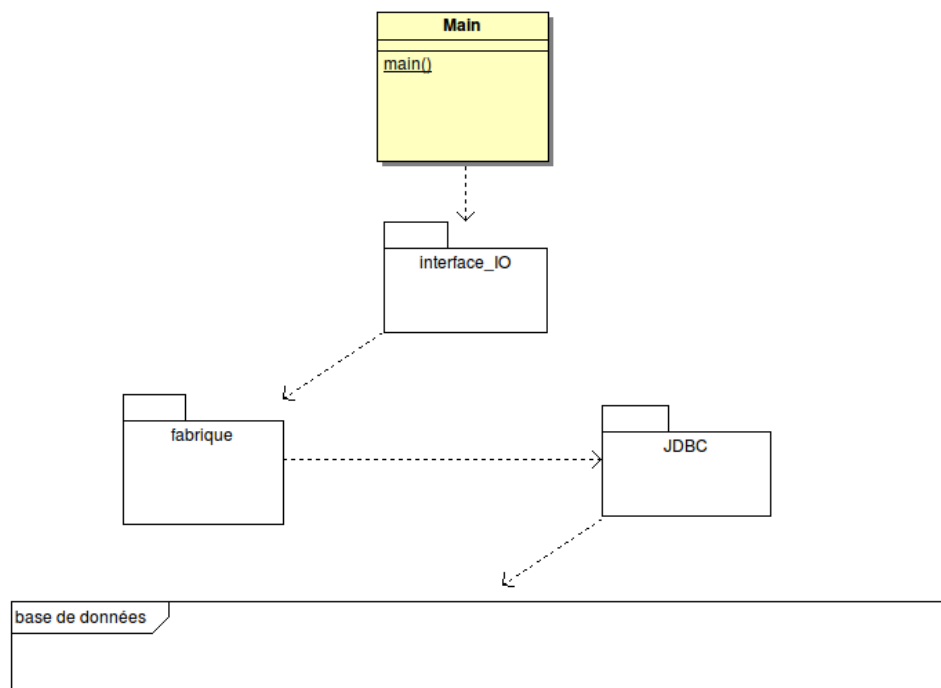 Main
main()
interface_IO
fabrique
JDBC
base de données